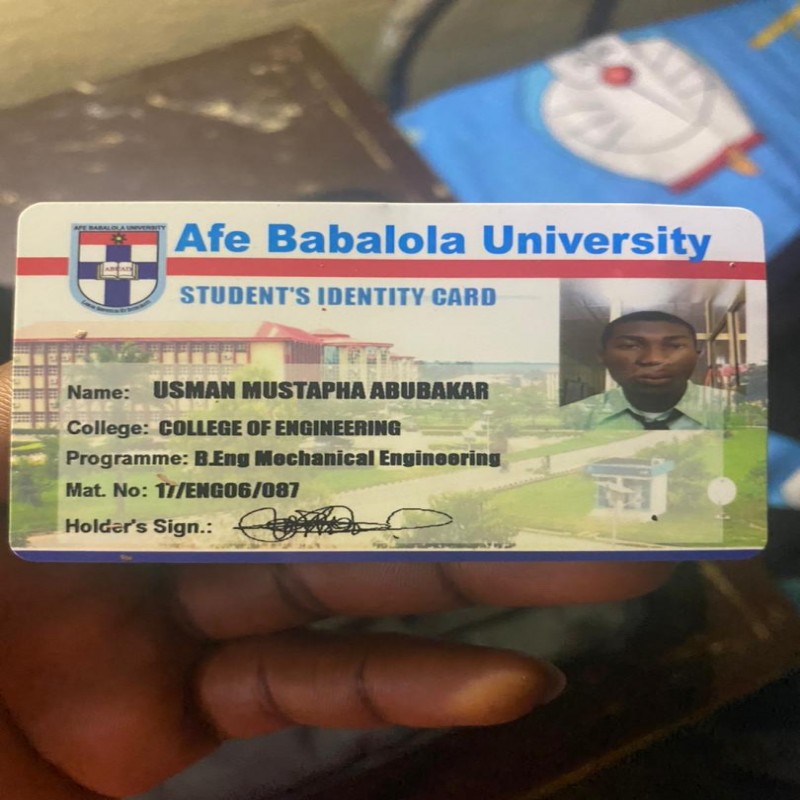 AFE BABALOLA UNIVERSITY
Afe Babalola University
STUDENT'S IDENTITY CARD
Name: USMAN MUSTAPHA ABUBAKAR
College: COLLEGE OF ENGINEERING
Programme: B.Eng Mechanical Engineering
Mat. No: 17/ENG06/087
Holder's Sign.: